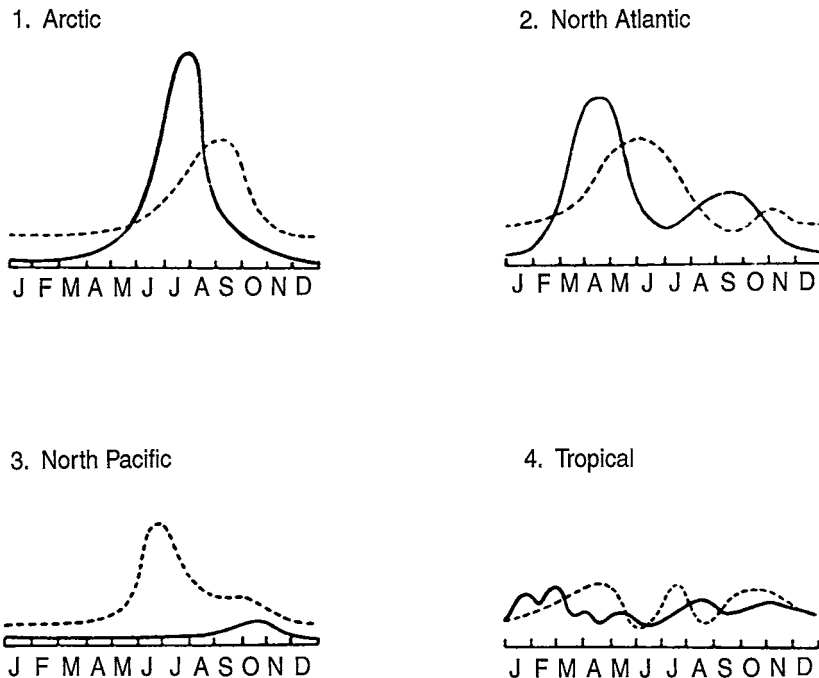 1. Arctic
J F M A M J J A S O N D
2. North Atlantic
J F M A M J J A S O N D
3. North Pacific
J F M A M J J A S O N D
4. Tropical
J F M A M J J A S O N D